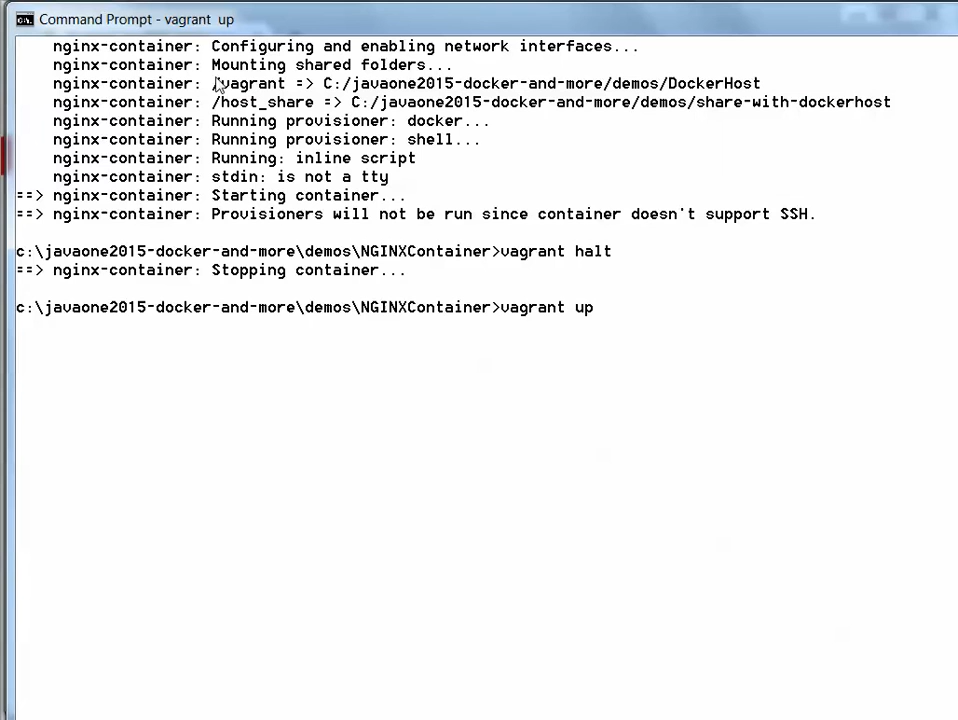 Command Prompt - vagrant up
nginx-container: Configuring and enabling network interfaces...
nginx-container: Mounting shared folders...
nginx-container: /vagrant => C:/javaone2015-docker-and-more/demos/DockerHost
nginx-container: /host_share => C:/javaone2015-docker-and-more/demos/share-with-dockerhost
nginx-container: Running provisioner: docker...
nginx-container: Running provisioner: shell...
nginx-container: Running: inline script
nginx-container: stdin: is not a tty
==> nginx-container: Starting container...
==> nginx-container: Provisioners will not be run since container doesn't support SSH.
c:\javaone2015-docker-and-more\demos\NGINXContainer>vagrant halt
==> nginx-container: Stopping container...
c:\javaone2015-docker-and-more\demos\NGINXContainer>vagrant up